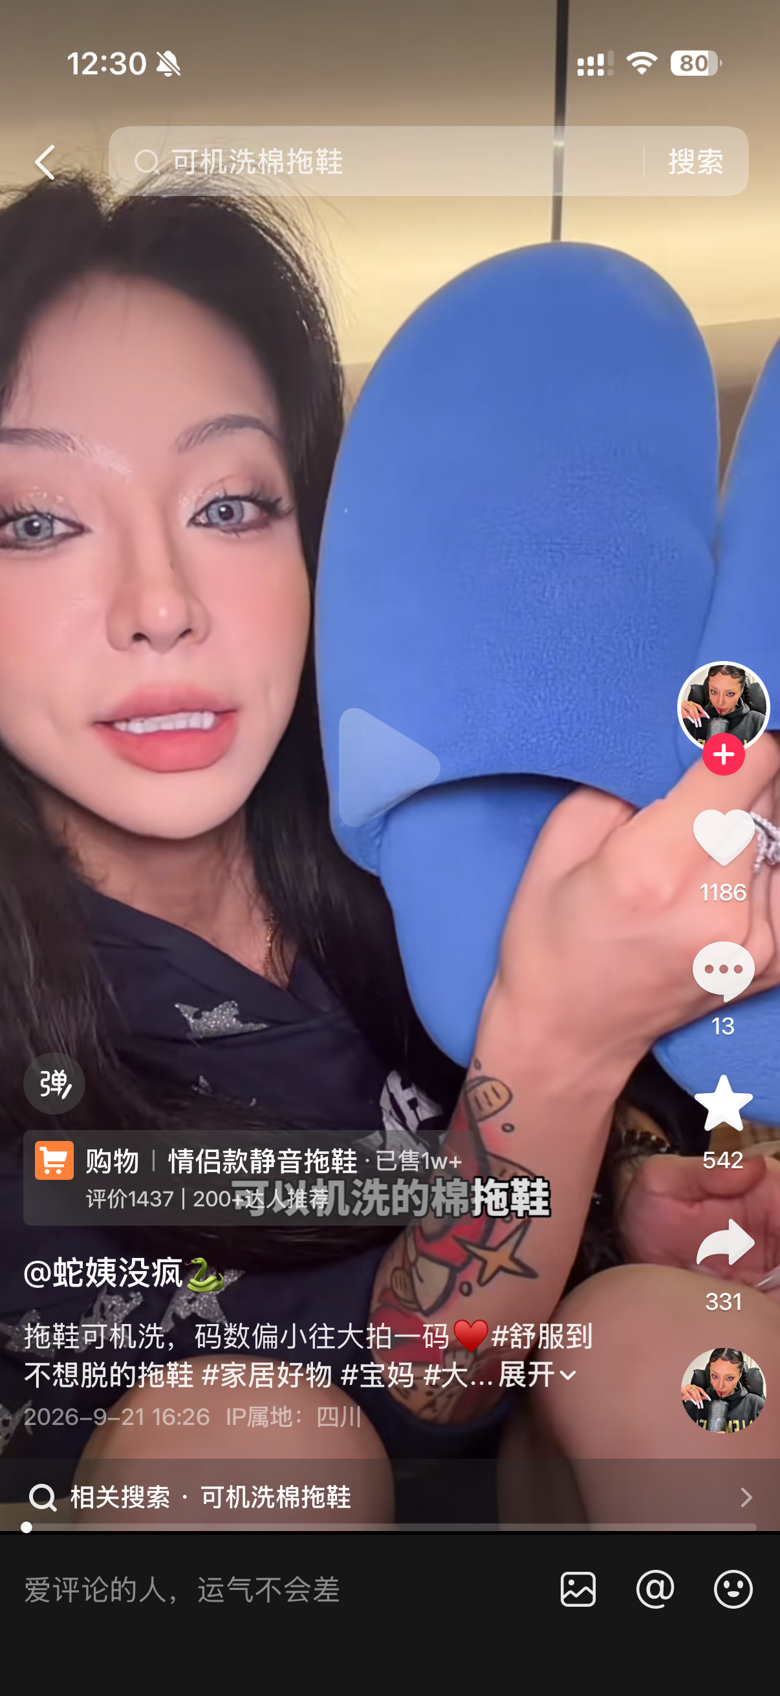 12:30
80
可机洗棉拖鞋
搜索
弹
购物 | 情侣款静音拖鞋 · 已售1w+
评价1437 | 200+达人推荐
可以机洗的棉拖鞋
@蛇姨没疯🐍
拖鞋可机洗，码数偏小往大拍一码♥️#舒服到
不想脱的拖鞋 #家居好物 #宝妈 #大... 展开
2026-9-21 16:26 IP属地：四川
1186
13
542
331
相关搜索 · 可机洗棉拖鞋
爱评论的人，运气不会差
@